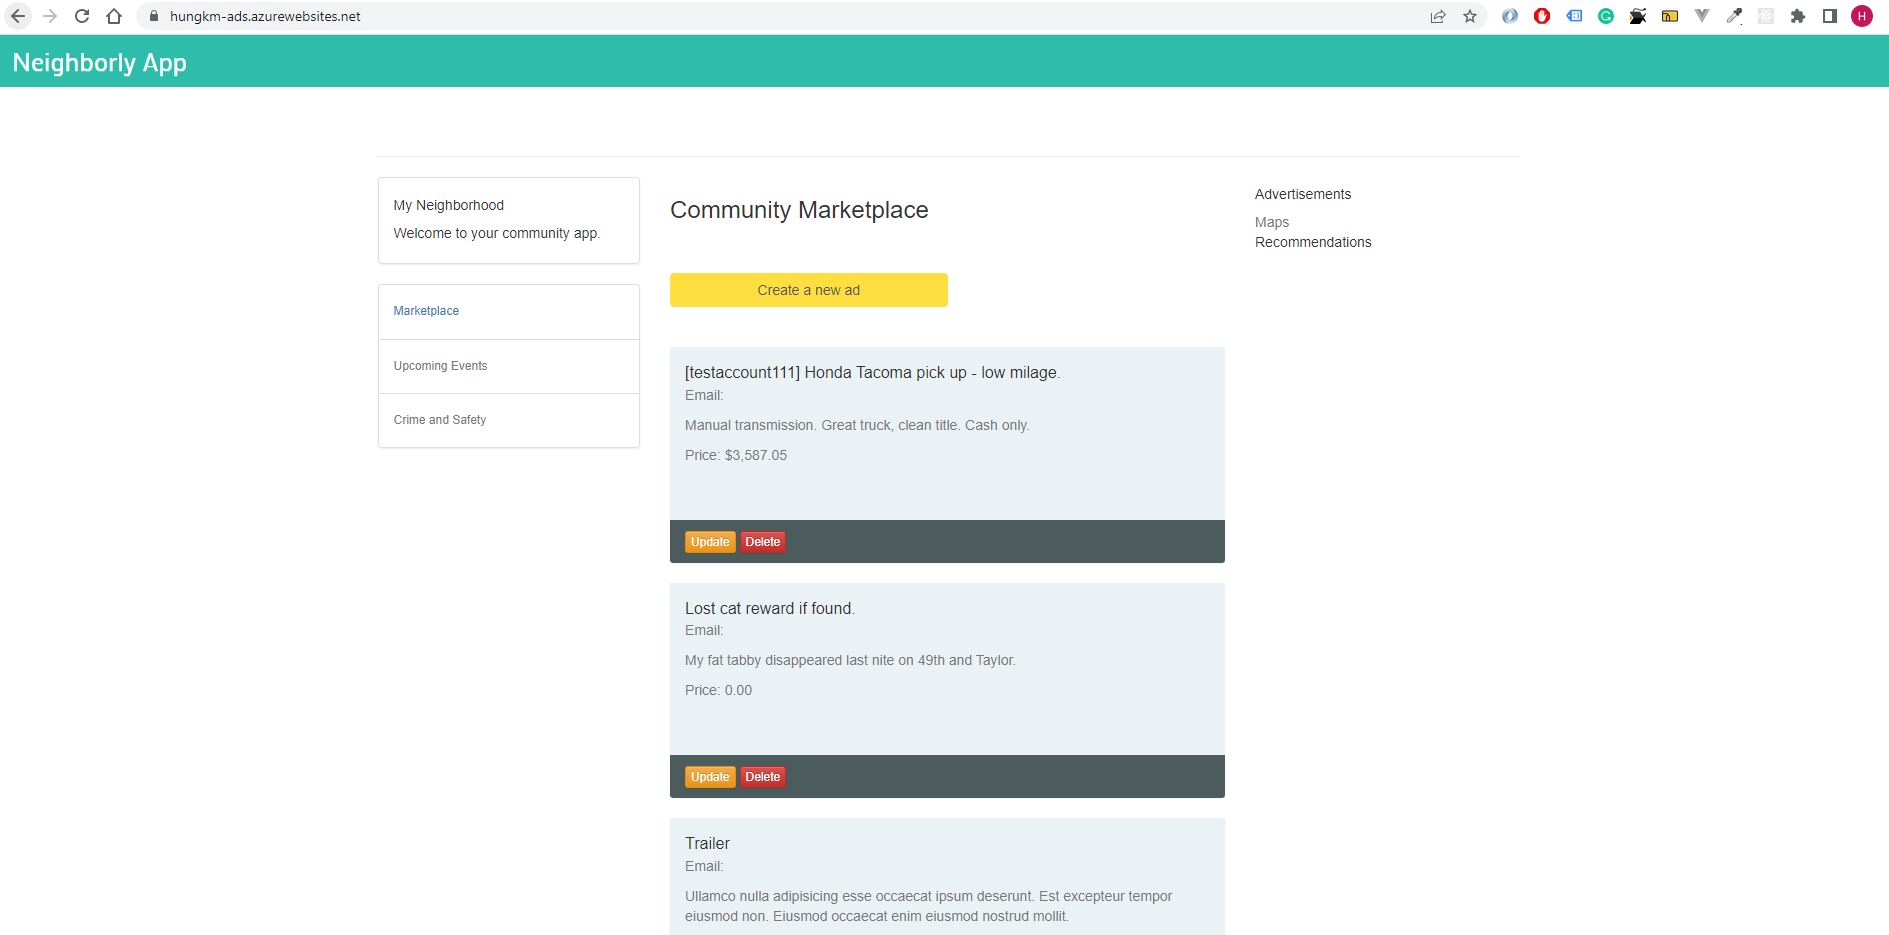 hungkm-ads.azurewebsites.net
H
Neighborly App
My Neighborhood
Welcome to your community app.
Marketplace
Upcoming Events
Crime and Safety
Community Marketplace
Create a new ad
[testaccount111] Honda Tacoma pick up - low milage.
Email:
Manual transmission. Great truck, clean title. Cash only.
Price: $3,587.05
Update Delete
Lost cat reward if found.
Email:
My fat tabby disappeared last nite on 49th and Taylor.
Price: 0.00
Update Delete
Trailer
Email:
Ullamco nulla adipisicing esse occaecat ipsum deserunt. Est excepteur tempor
eiusmod non. Eiusmod occaecat enim eiusmod nostrud mollit.
Advertisements
Maps
Recommendations